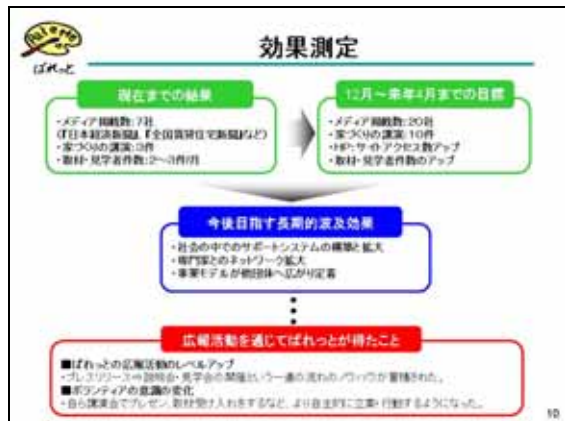 Palette
ぱれっと
効果測定
現在までの結果
・メディア掲載数:7社
(『日本経済新聞』、『全国賃貸住宅新聞』など)
・家づくりの講演:3件
・取材・見学者件数:2~3件/月
12月~来年4月までの目標
・メディア掲載数:20社
・家づくりの講演:10件
・HP:サイトアクセス数アップ
・取材・見学者件数のアップ
今後目指す長期的波及効果
・社会の中でのサポートシステムの構築と拡大
・専門家とのネットワーク拡大
・事業モデルが他団体へ広がり定着
広報活動を通じてぱれっとが得たこと
■ぱれっとの広報活動のレベルアップ
・プレスリリース⇒説明会・見学会の開催という一連の流れのノウハウが蓄積された。
■ボランティアの意識の変化
・自ら講演会でプレゼン、取材受け入れをするなど、より自主的に立案・行動するようになった。
10